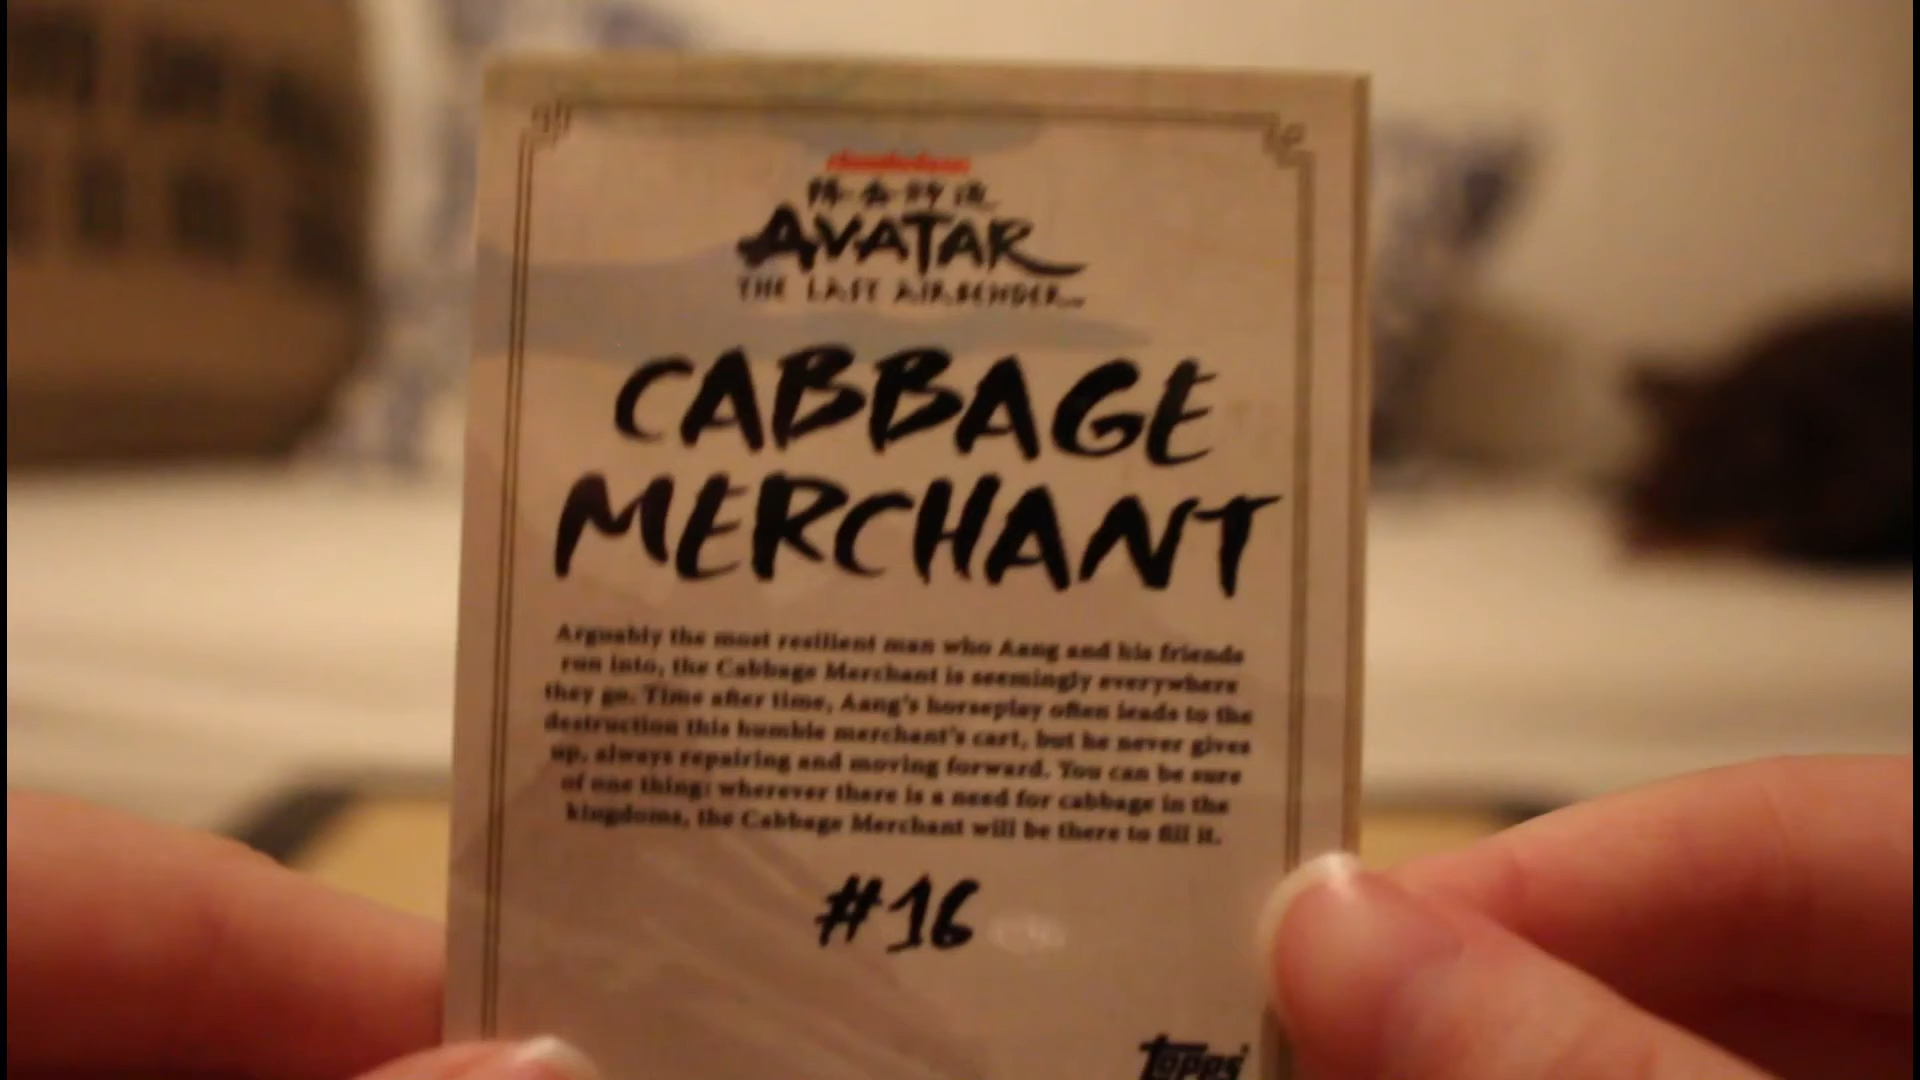 nickelodeon
AVATAR
THE LAST AIRBENDER™
CABBAGE
MERCHANT
Arguably the most resilient man who Aang and his friends
run into, the Cabbage Merchant is seemingly everywhere
they go. Time after time, Aang's horseplay often leads to the
destruction this humble merchant's cart, but he never gives
up, always repairing and moving forward. You can be sure
of one thing: wherever there is a need for cabbage in the
kingdoms, the Cabbage Merchant will be there to fill it.
#16
topps